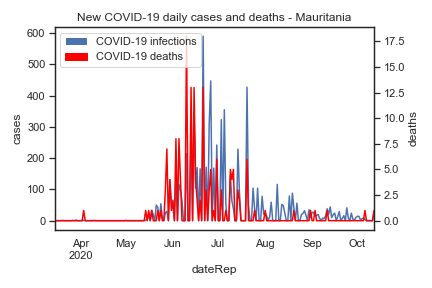 New COVID-19 daily cases and deaths - Mauritania
COVID-19 infections
COVID-19 deaths
600
500
400
300
200
100
0
cases
17.5
15.0
12.5
10.0
7.5
5.0
2.5
0.0
deaths
Apr May Jun Jul Aug Sep Oct
2020
dateRep